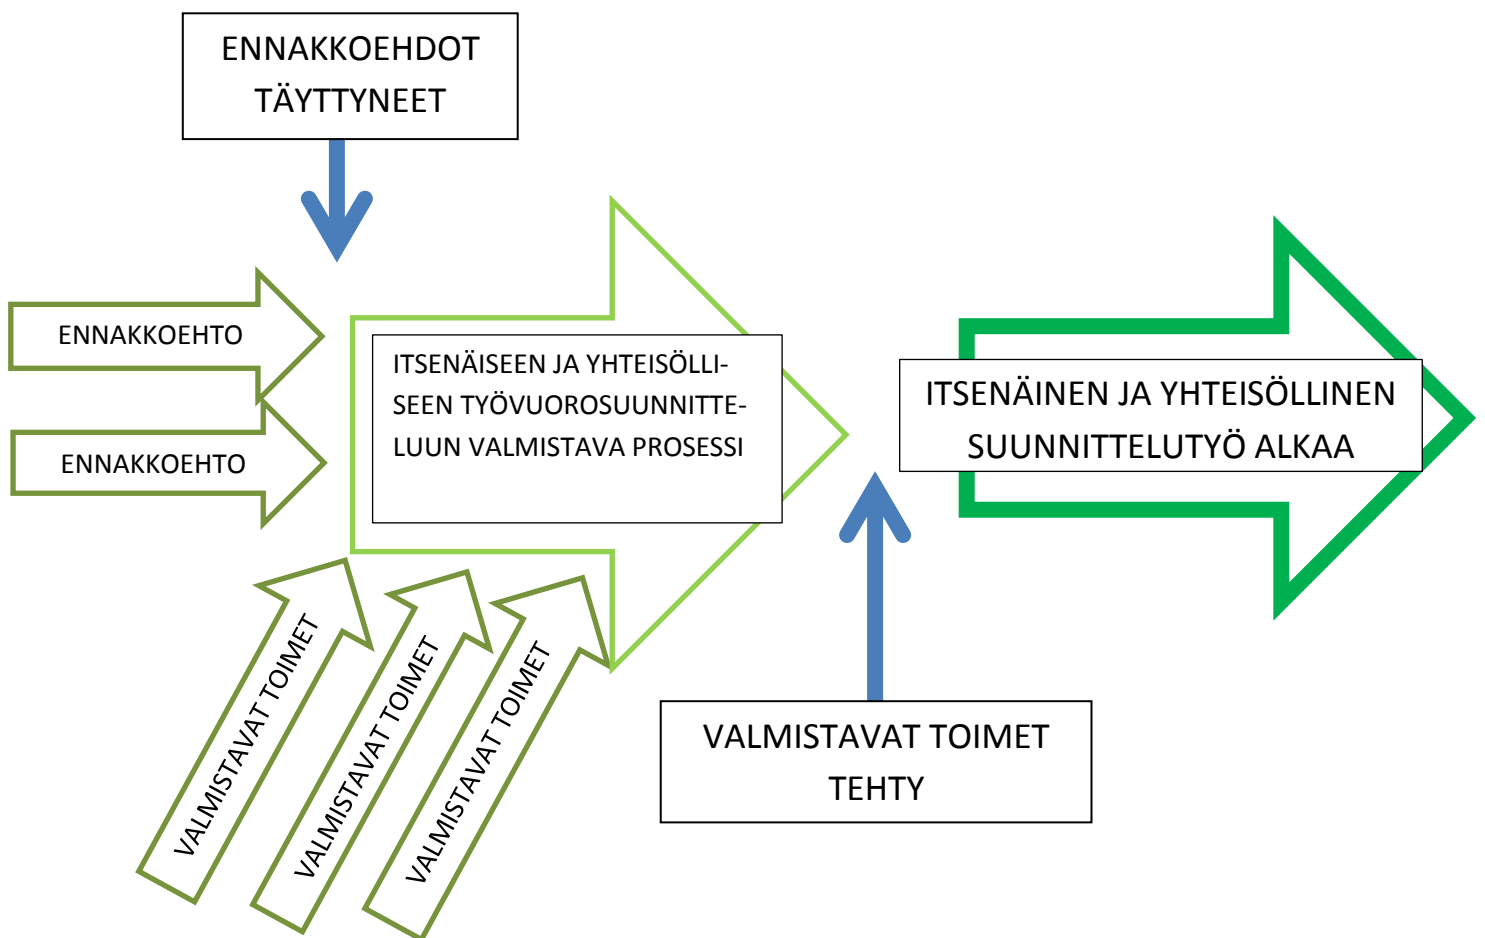 ENNAKKOEHDOT
TÄYTTYNEET
ENNAKKOEHTO
ENNAKKOEHTO
ITSENÄISEEN JA YHTEISÖLLI-
SEEN TYÖVUOROSUUNNITTE-
LUUN VALMISTAVA PROSESSI
ITSENÄINEN JA YHTEISÖLLINEN
SUUNNITTELUTYÖ ALKAA
VALMISTAVAT TOIMET
VALMISTAVAT TOIMET
VALMISTAVAT TOIMET
VALMISTAVAT TOIMET
TEHTY